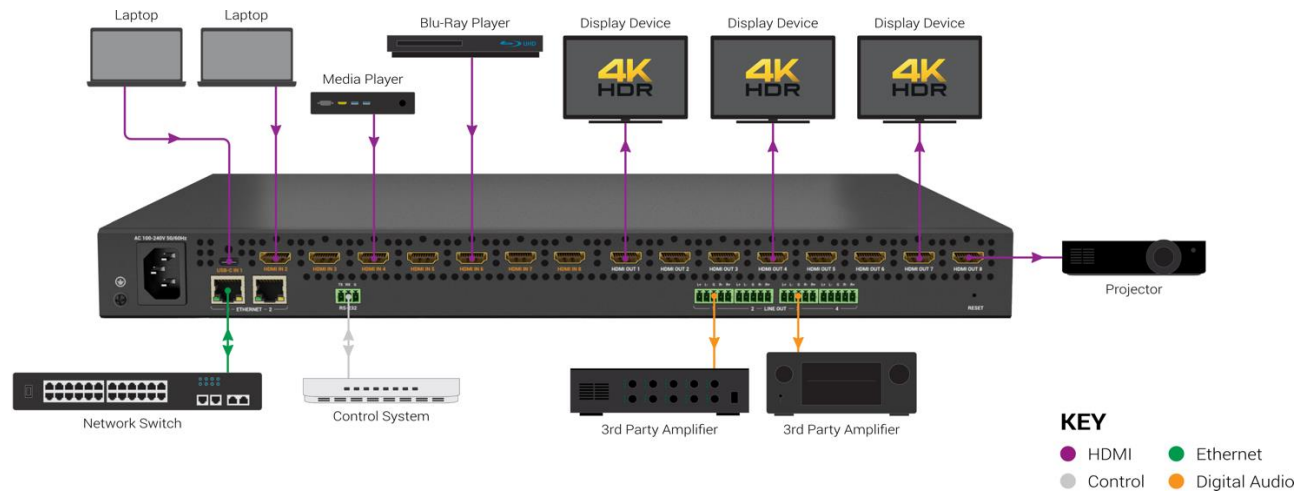 Laptop
Laptop
Blu-Ray Player
Display Device
Display Device
Display Device
Media Player
4K
HDR
4K
HDR
4K
HDR
AC 100-240V 50/60Hz
USB-C IN 1
HDMI IN 2
HDMI IN 3
HDMI IN 4
HDMI IN 5
HDMI IN 6
HDMI IN 7
HDMI IN 8
HDMI OUT 1
HDMI OUT 2
HDMI OUT 3
HDMI OUT 4
HDMI OUT 5
HDMI OUT 6
HDMI OUT 7
HDMI OUT 8
Projector
ETHERNET 2
TX RX G
RS-232
L+ L- G R- R+
L+ L- G R- R+
L+ L- G R- R+
L+ L- G R- R+
2 LINE OUT 4
RESET
Network Switch
Control System
3rd Party Amplifier
3rd Party Amplifier
KEY
HDMI
Ethernet
Control
Digital Audio